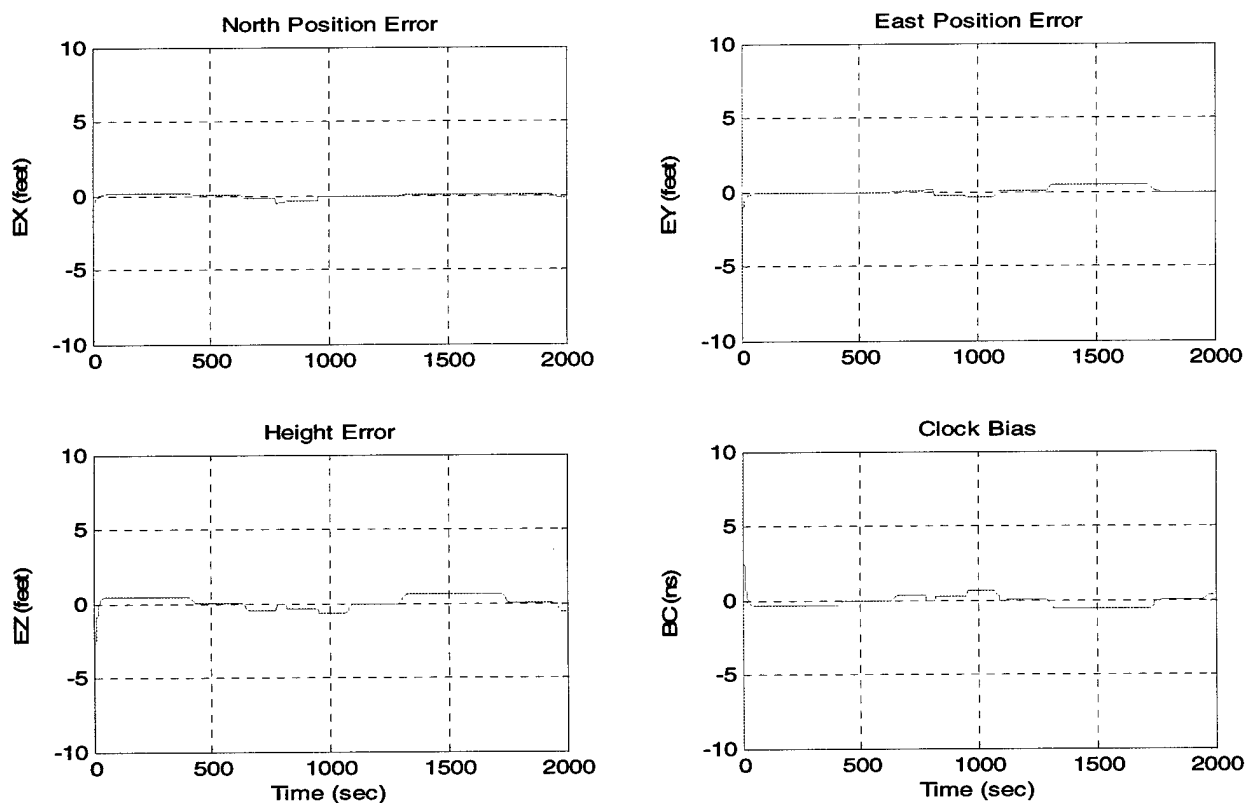 North Position Error
10
5
0
-5
-10
EX (feet)
0 500 1000 1500 2000
East Position Error
10
5
0
-5
-10
EY (feet)
0 500 1000 1500 2000
Height Error
10
5
0
-5
-10
EZ (feet)
0 500 1000 1500 2000
Time (sec)
Clock Bias
10
5
0
-5
-10
BC (ns)
0 500 1000 1500 2000
Time (sec)